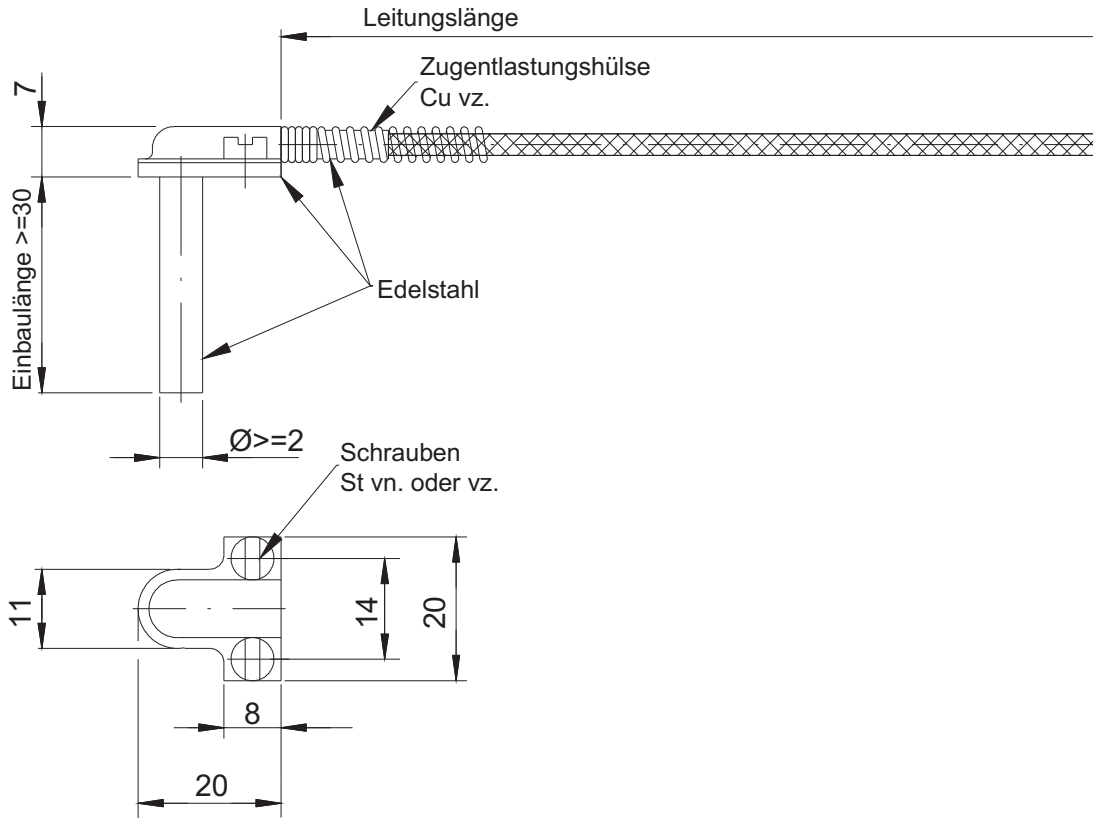 Leitungslänge
Zugentlastungshülse
Cu vz.
7
Einbaulänge >=30
Edelstahl
Ø>=2
Schrauben
St vn. oder vz.
11
14
20
8
20